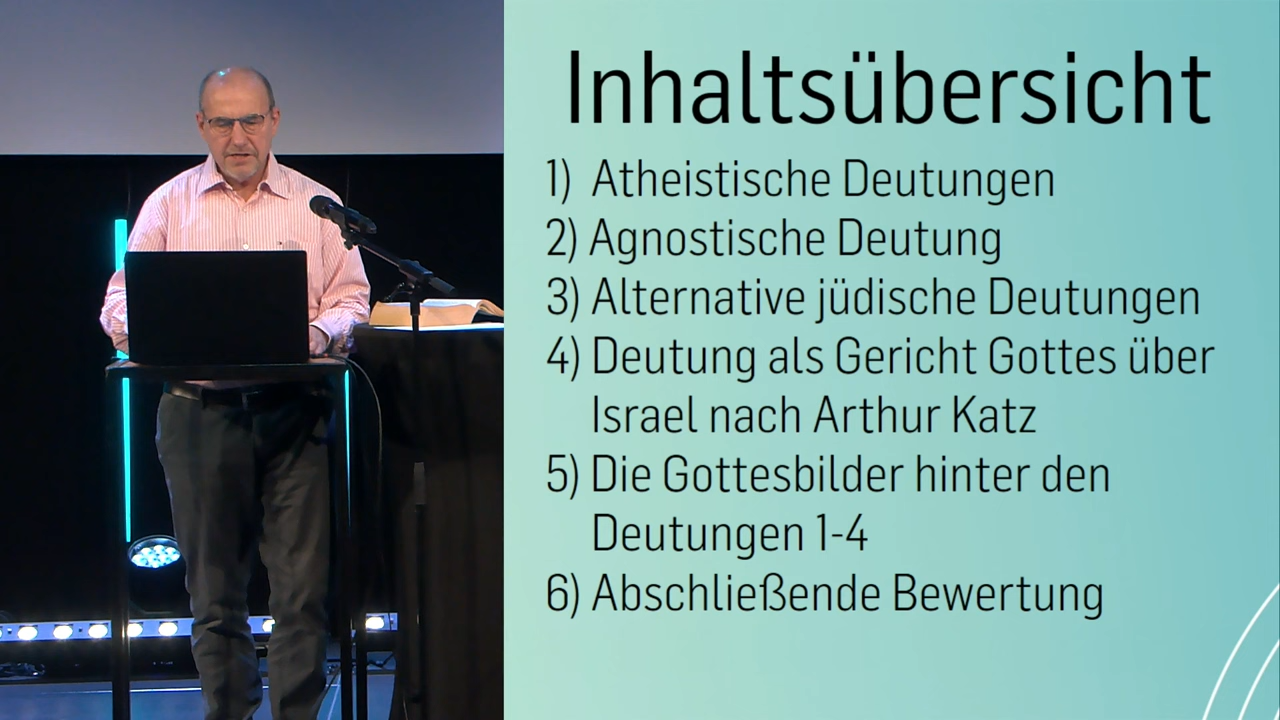 Inhaltsübersicht
1) Atheistische Deutungen
2) Agnostische Deutung
3) Alternative jüdische Deutungen
4) Deutung als Gericht Gottes über
Israel nach Arthur Katz
5) Die Gottesbilder hinter den
Deutungen 1-4
6) Abschließende Bewertung